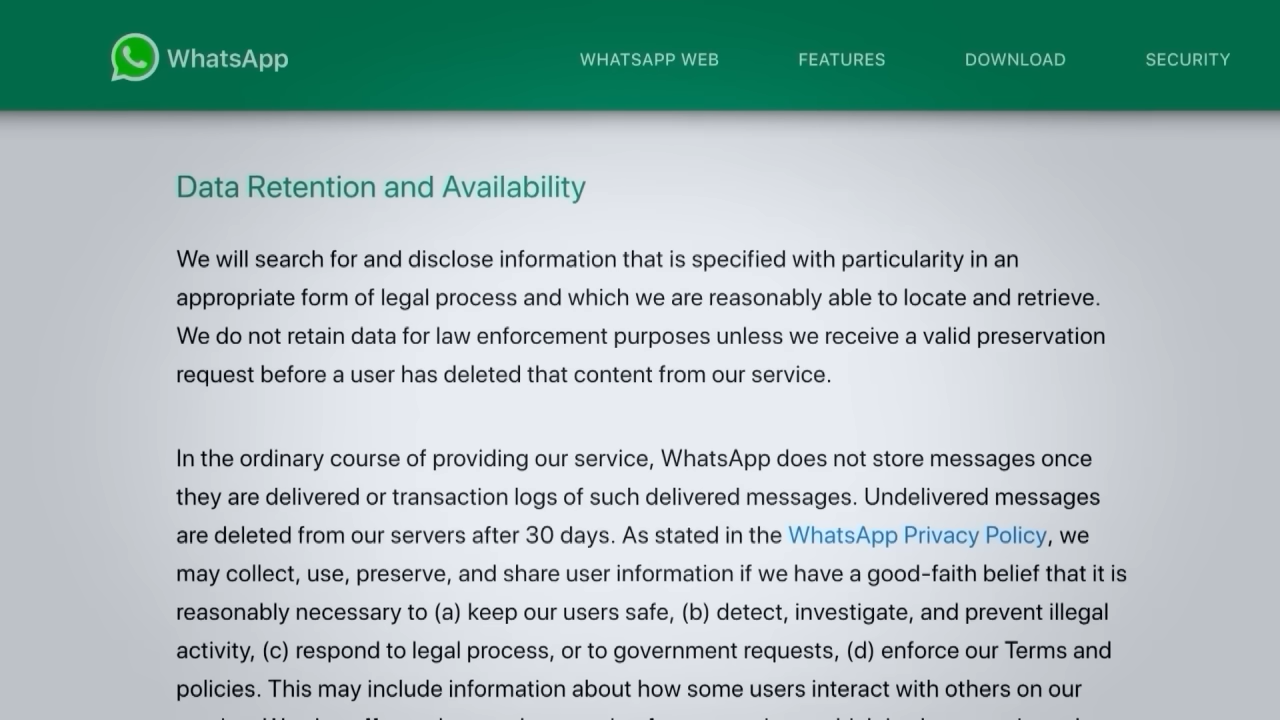 WhatsApp
WHATSAPP WEB FEATURES DOWNLOAD SECURITY
Data Retention and Availability
We will search for and disclose information that is specified with particularity in an
appropriate form of legal process and which we are reasonably able to locate and retrieve.
We do not retain data for law enforcement purposes unless we receive a valid preservation
request before a user has deleted that content from our service.
In the ordinary course of providing our service, WhatsApp does not store messages once
they are delivered or transaction logs of such delivered messages. Undelivered messages
are deleted from our servers after 30 days. As stated in the WhatsApp Privacy Policy, we
may collect, use, preserve, and share user information if we have a good-faith belief that it is
reasonably necessary to (a) keep our users safe, (b) detect, investigate, and prevent illegal
activity, (c) respond to legal process, or to government requests, (d) enforce our Terms and
policies. This may include information about how some users interact with others on our